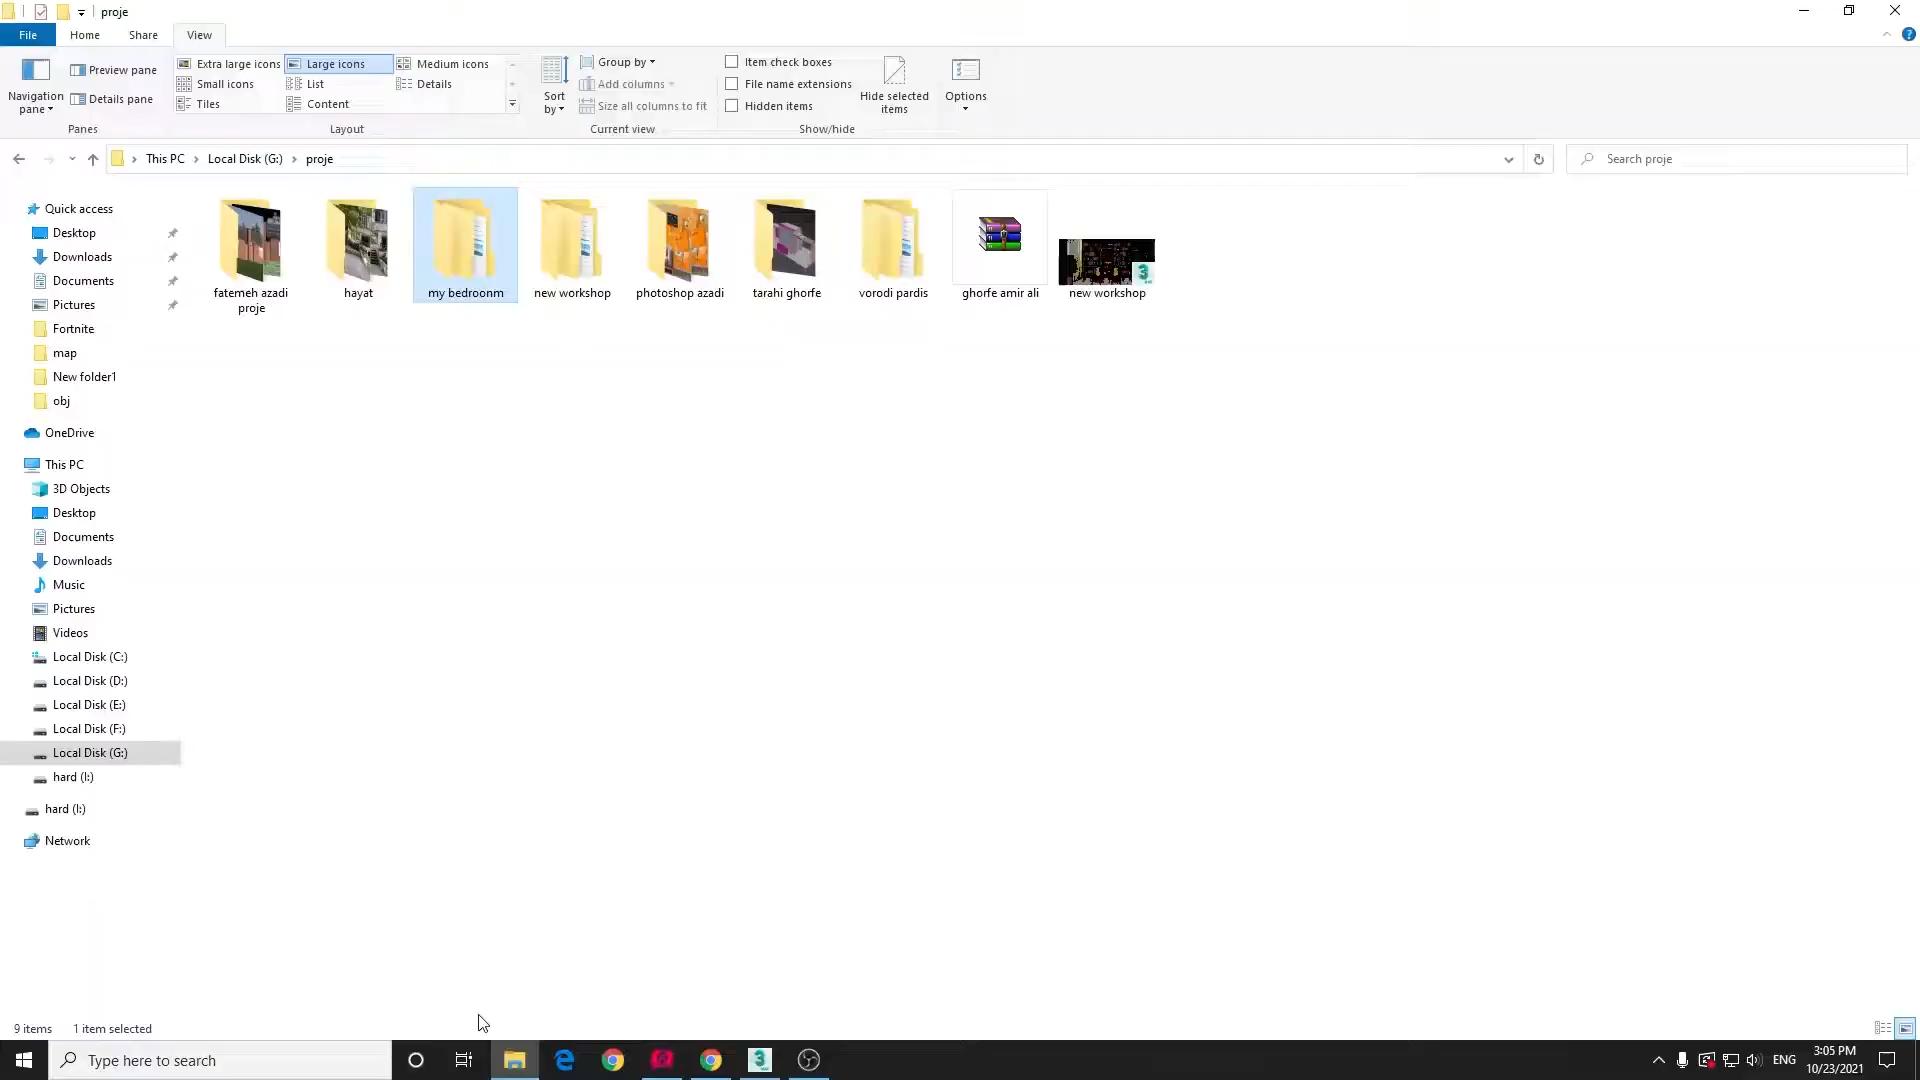 proje
File
Home
Share
View
Navigation pane
Preview pane
Details pane
Panes
Extra large icons
Large icons
Medium icons
Small icons
List
Details
Tiles
Content
Layout
Sort by
Group by
Add columns
Size all columns to fit
Current view
Item check boxes
File name extensions
Hidden items
Hide selected items
Show/hide
Options
This PC
Local Disk (G:)
proje
Search proje
Quick access
Desktop
Downloads
Documents
Pictures
Fortnite
map
New folder1
obj
OneDrive
This PC
3D Objects
Desktop
Documents
Downloads
Music
Pictures
Videos
Local Disk (C:)
Local Disk (D:)
Local Disk (E:)
Local Disk (F:)
Local Disk (G:)
hard (I:)
hard (I:)
Network
fatemeh azadi proje
hayat
my bedroonm
new workshop
photoshop azadi
tarahi ghorfe
vorodi pardis
ghorfe amir ali
new workshop
9 items
1 item selected
Type here to search
ENG
3:05 PM
10/23/2021